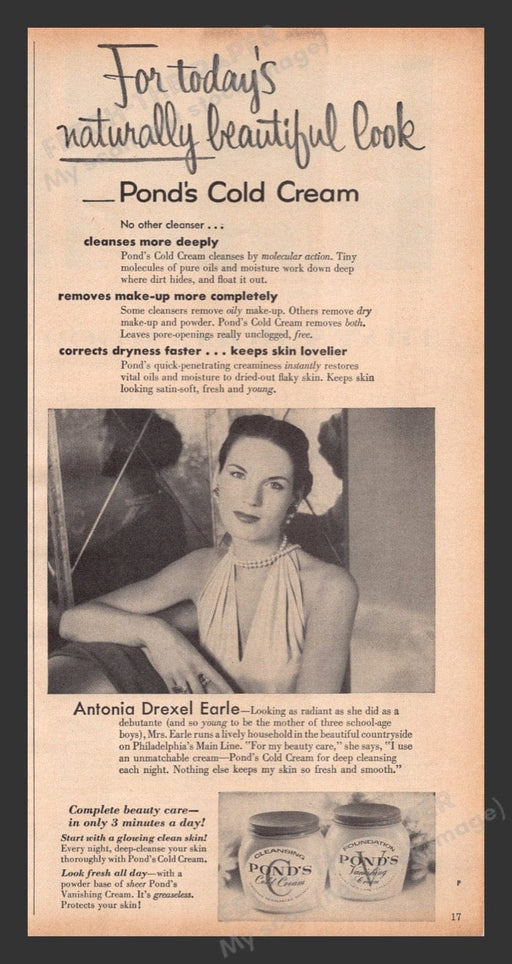 For today's
naturally beautiful look
—Pond's Cold Cream
No other cleanser . . .
cleanses more deeply
Pond's Cold Cream cleanses by molecular action. Tiny
molecules of pure oils and moisture work down deep
where dirt hides, and float it out.
removes make-up more completely
Some cleansers remove oily make-up. Others remove dry
make-up and powder. Pond's Cold Cream removes both.
Leaves pore-openings really unclogged, free.
corrects dryness faster . . . keeps skin lovelier
Pond's quick-penetrating creaminess instantly restores
vital oils and moisture to dried-out flaky skin. Keeps skin
looking satin-soft, fresh and young.
Antonia Drexel Earle—Looking as radiant as she did as a
debutante (and so young to be the mother of three school-age
boys), Mrs. Earle runs a lively household in the beautiful countryside
on Philadelphia's Main Line. "For my beauty care," she says, "I use
an unmatchable cream—Pond's Cold Cream for deep cleansing
each night. Nothing else keeps my skin so fresh and smooth."
Complete beauty care—
in only 3 minutes a day!
Start with a glowing clean skin!
Every night, deep-cleanse your skin
thoroughly with Pond's Cold Cream.
Look fresh all day—with a
powder base of sheer Pond's
Vanishing Cream. It's greaseless.
Protects your skin!
CLEANSING
C
POND'S
Cold Cream
FOUNDATION
V
POND'S
Vanishing
Cream
P
17